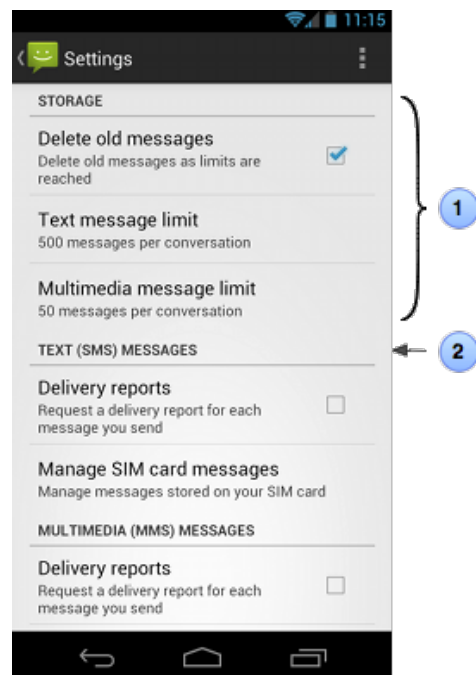 11:15
Settings
STORAGE
Delete old messages
Delete old messages as limits are
reached
Text message limit
500 messages per conversation
Multimedia message limit
50 messages per conversation
1
TEXT (SMS) MESSAGES
2
Delivery reports
Request a delivery report for each
message you send
Manage SIM card messages
Manage messages stored on your SIM card
MULTIMEDIA (MMS) MESSAGES
Delivery reports
Request a delivery report for each
message you send